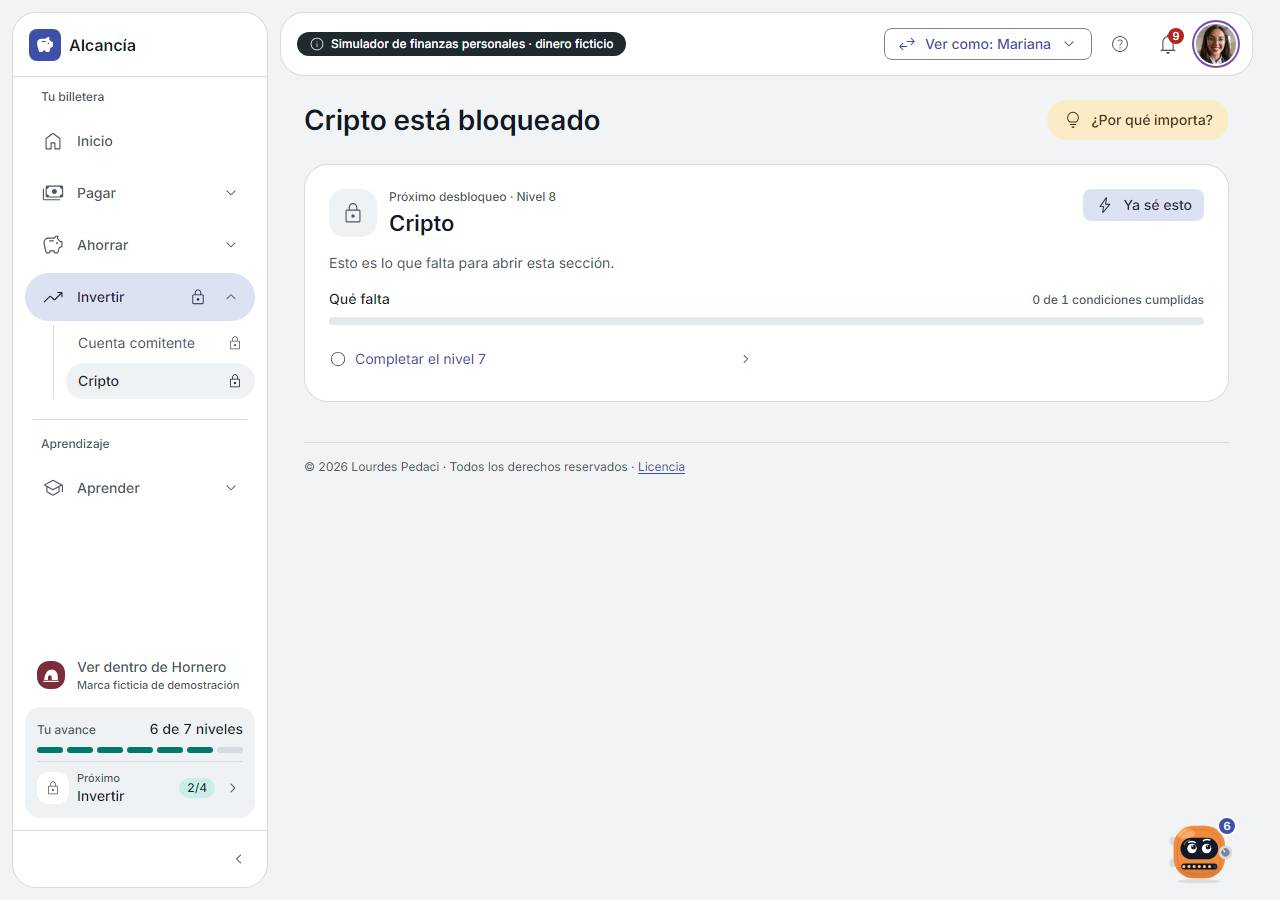 Alcancía
Tu billetera
Inicio
Pagar
Ahorrar
Invertir
Cuenta comitente
Cripto
Aprendizaje
Aprender
Ver dentro de Hornero
Marca ficticia de demostración
Tu avance
6 de 7 niveles
Próximo
Invertir
2/4
Simulador de finanzas personales · dinero ficticio
Ver como: Mariana
9
Cripto está bloqueado
¿Por qué importa?
Próximo desbloqueo · Nivel 8
Cripto
Ya sé esto
Esto es lo que falta para abrir esta sección.
Qué falta
0 de 1 condiciones cumplidas
Completar el nivel 7
© 2026 Lourdes Pedaci · Todos los derechos reservados · Licencia
6